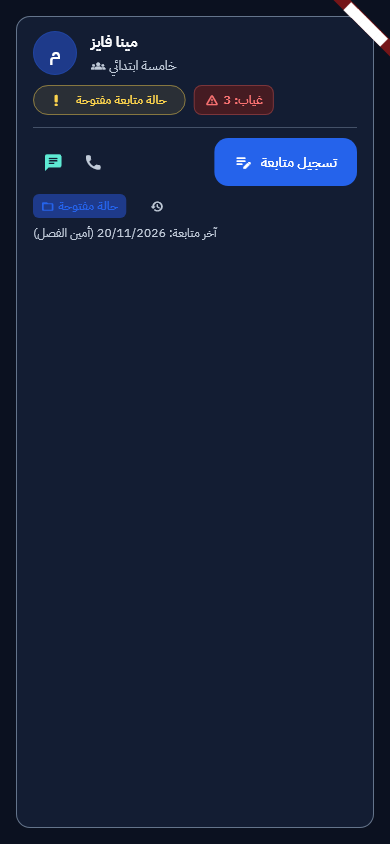 م
مينا فايز
خامسة ابتدائي
غياب: 3
حالة متابعة مفتوحة
تسجيل متابعة
حالة مفتوحة
آخر متابعة: 20/11/2026 (أمين الفصل)